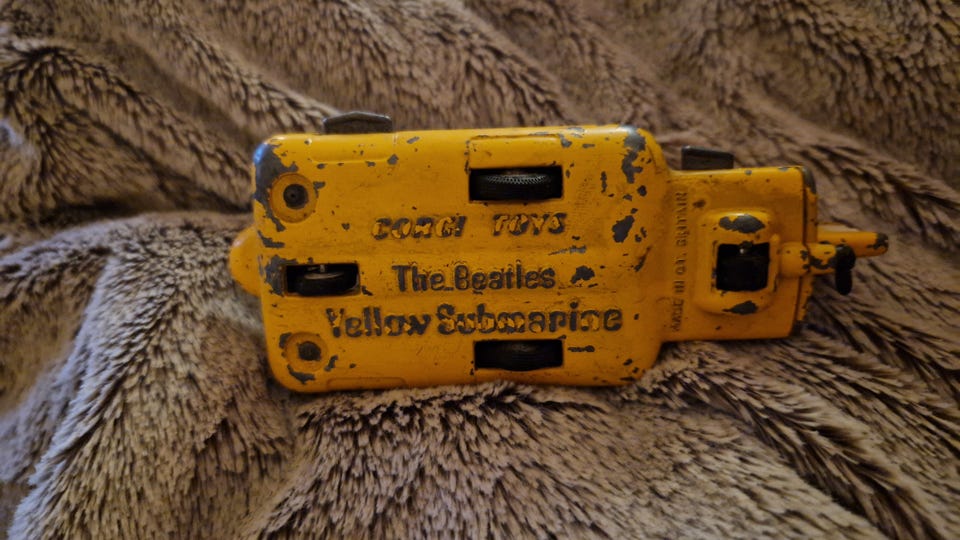 CORGI TOYS
The Beatles
Yellow Submarine
MADE IN GT. BRITAIN